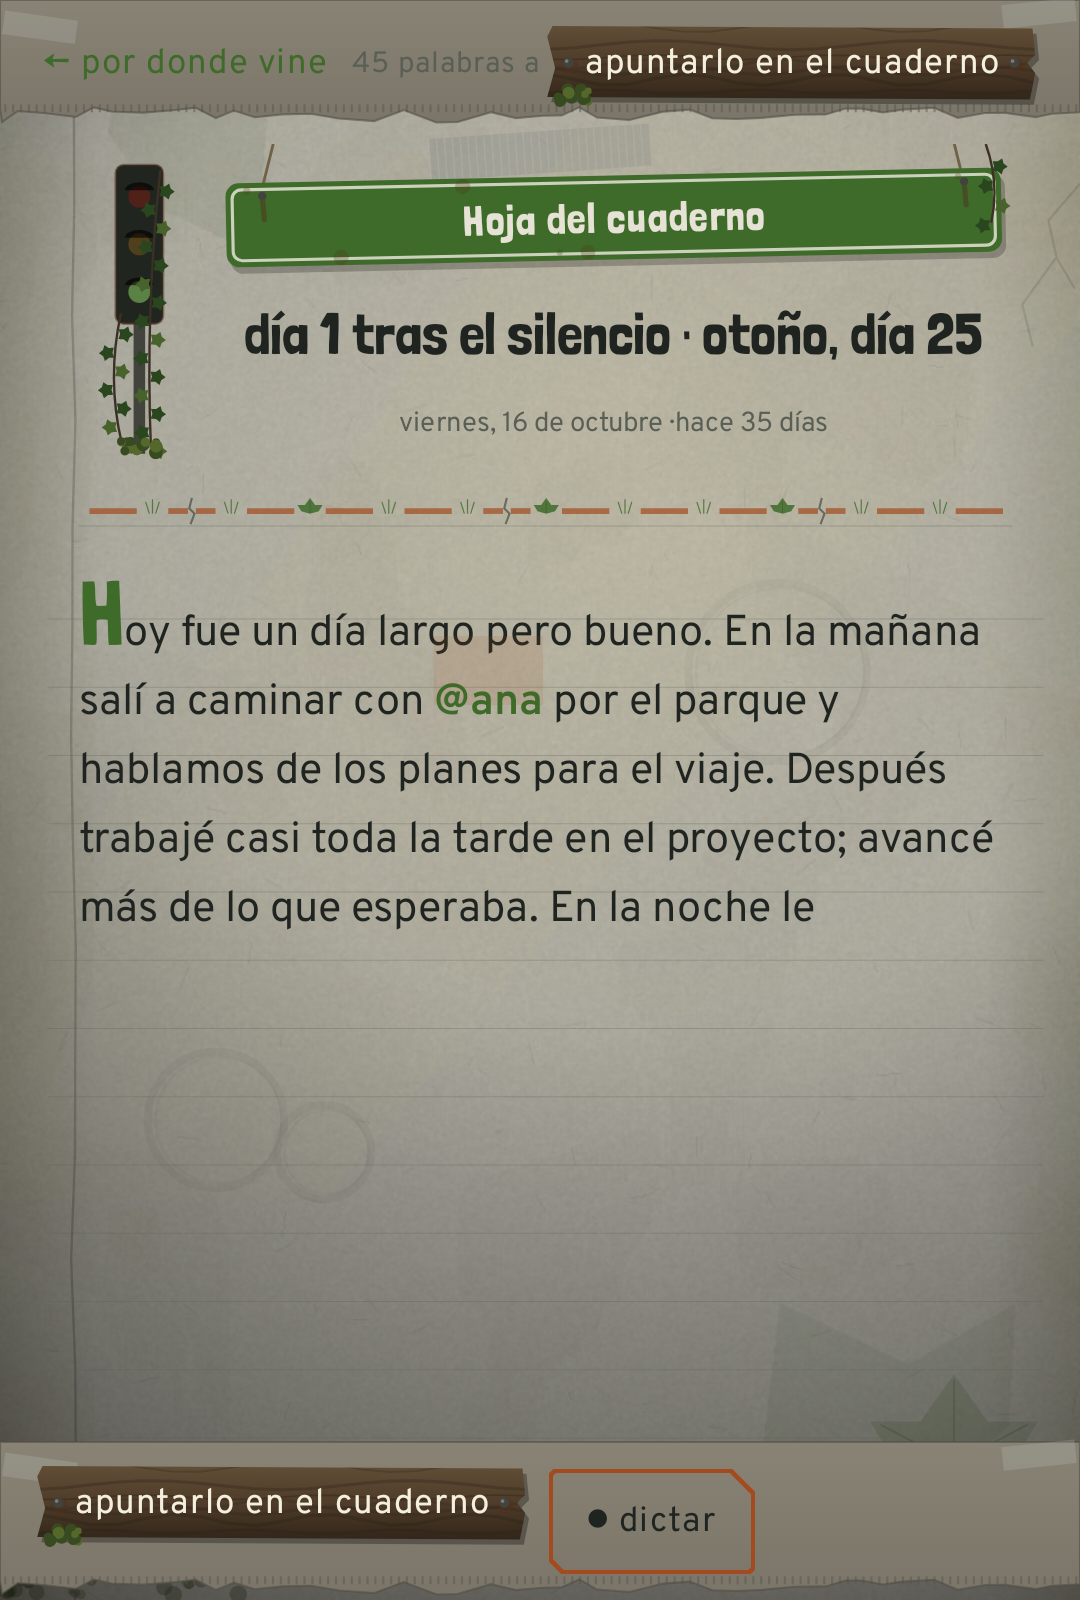 ← por donde vine 45 palabras a apuntarlo en el cuaderno
Hoja del cuaderno
día 1 tras el silencio · otoño, día 25
viernes, 16 de octubre ·hace 35 días
Hoy fue un día largo pero bueno. En la mañana
salí a caminar con @ana por el parque y
hablamos de los planes para el viaje. Después
trabajé casi toda la tarde en el proyecto; avancé
más de lo que esperaba. En la noche le
apuntarlo en el cuaderno ● dictar